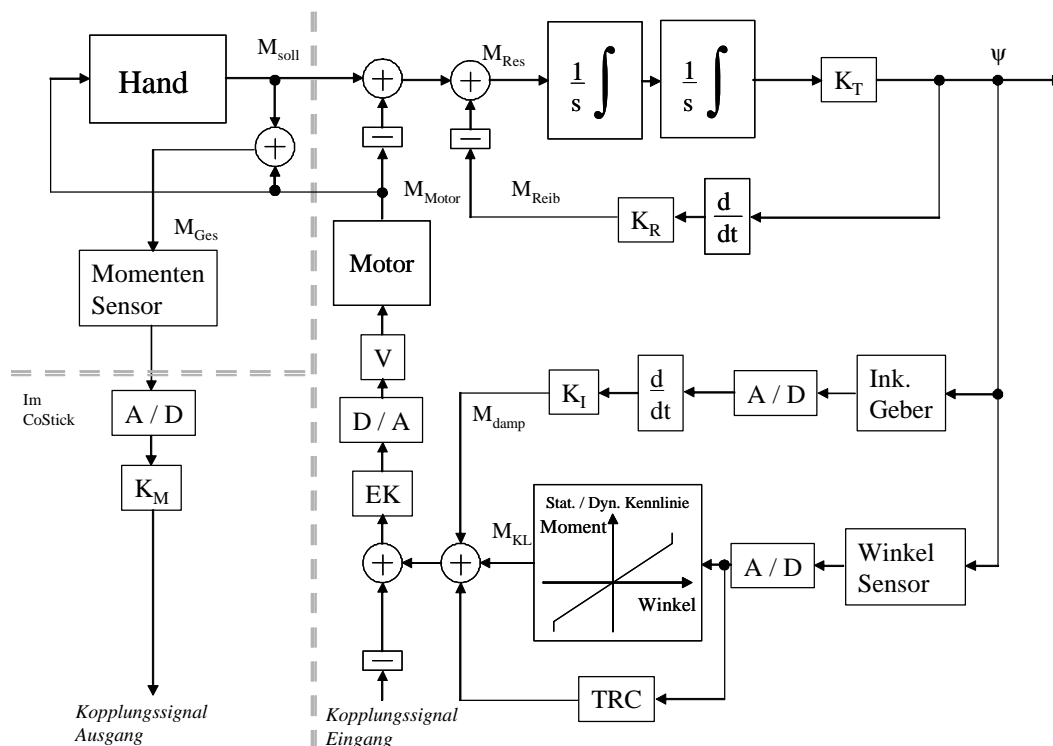 M_soll
Hand
+
+
+
M_Res
1/s ∫
1/s ∫
K_T
ψ
M_Motor
M_Reib
K_R
d/dt
M_Ges
Momenten
Sensor
Motor
V
D / A
EK
Im
CoStick
A / D
K_M
M_damp
K_I
d/dt
A / D
Ink.
Geber
Stat. / Dyn. Kennlinie
Moment
Winkel
M_KL
+
+
A / D
Winkel
Sensor
TRC
Kopplungssignal
Ausgang
Kopplungssignal
Eingang